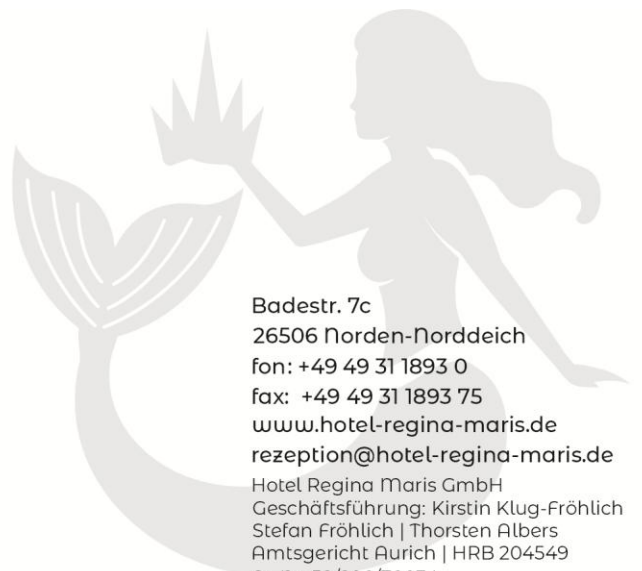 Badestr. 7c
26506 Norden-Norddeich
fon: +49 49 31 1893 0
fax: +49 49 31 1893 75
www.hotel-regina-maris.de
rezeption@hotel-regina-maris.de
Hotel Regina Maris GmbH
Geschäftsführung: Kirstin Klug-Fröhlich
Stefan Fröhlich | Thorsten Albers
Amtsgericht Aurich | HRB 204549